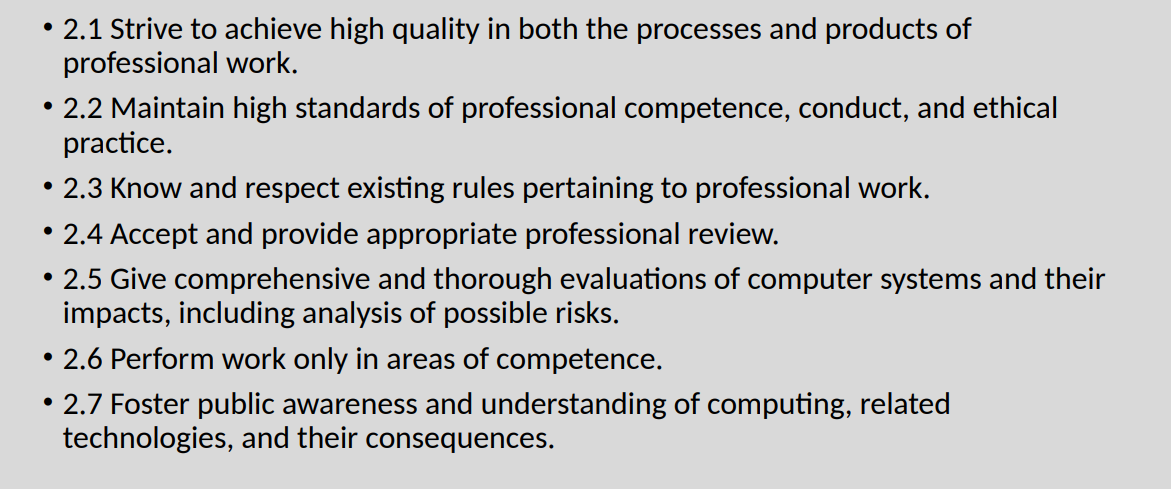 • 2.1 Strive to achieve high quality in both the processes and products of
professional work.
• 2.2 Maintain high standards of professional competence, conduct, and ethical
practice.
• 2.3 Know and respect existing rules pertaining to professional work.
• 2.4 Accept and provide appropriate professional review.
• 2.5 Give comprehensive and thorough evaluations of computer systems and their
impacts, including analysis of possible risks.
• 2.6 Perform work only in areas of competence.
• 2.7 Foster public awareness and understanding of computing, related
technologies, and their consequences.